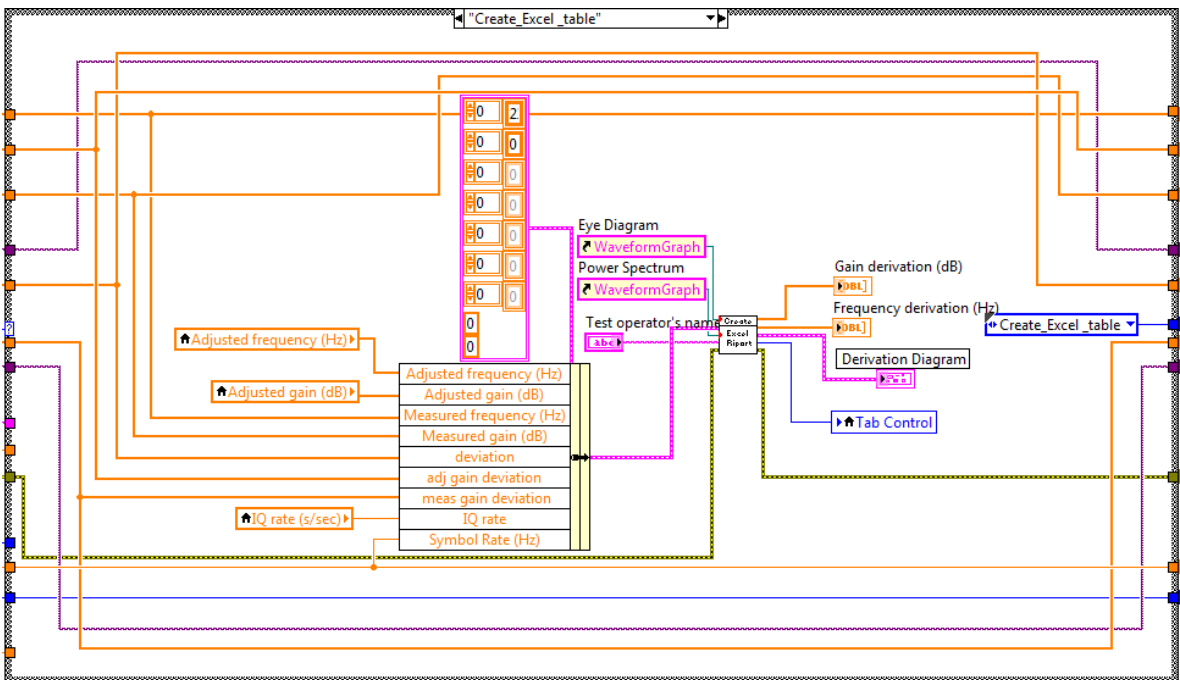 "Create_Excel _table"
0 2.
0 0
0 0
0 0
0 0
0 0
0 0
0
0
Eye Diagram
WaveformGraph
Power Spectrum
WaveformGraph
Test operator's name
abc
Create
Excel
Ripart
Gain derivation (dB)
DBL
Frequency derivation (Hz)
DBL
Create_Excel _table
Derivation Diagram
Tab Control
?
Adjusted frequency (Hz)
Adjusted gain (dB)
IQ rate (s/sec)
Adjusted frequency (Hz)
Adjusted gain (dB)
Measured frequency (Hz)
Measured gain (dB)
deviation
adj gain deviation
meas gain deviation
IQ rate
Symbol Rate (Hz)